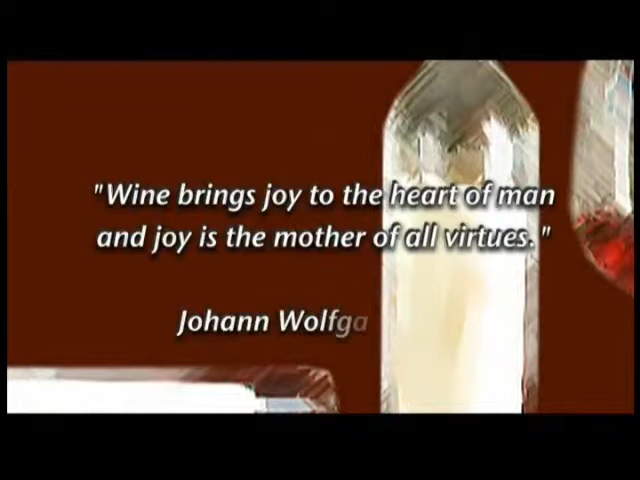 "Wine brings joy to the heart of man
and joy is the mother of all virtues."
Johann Wolfga